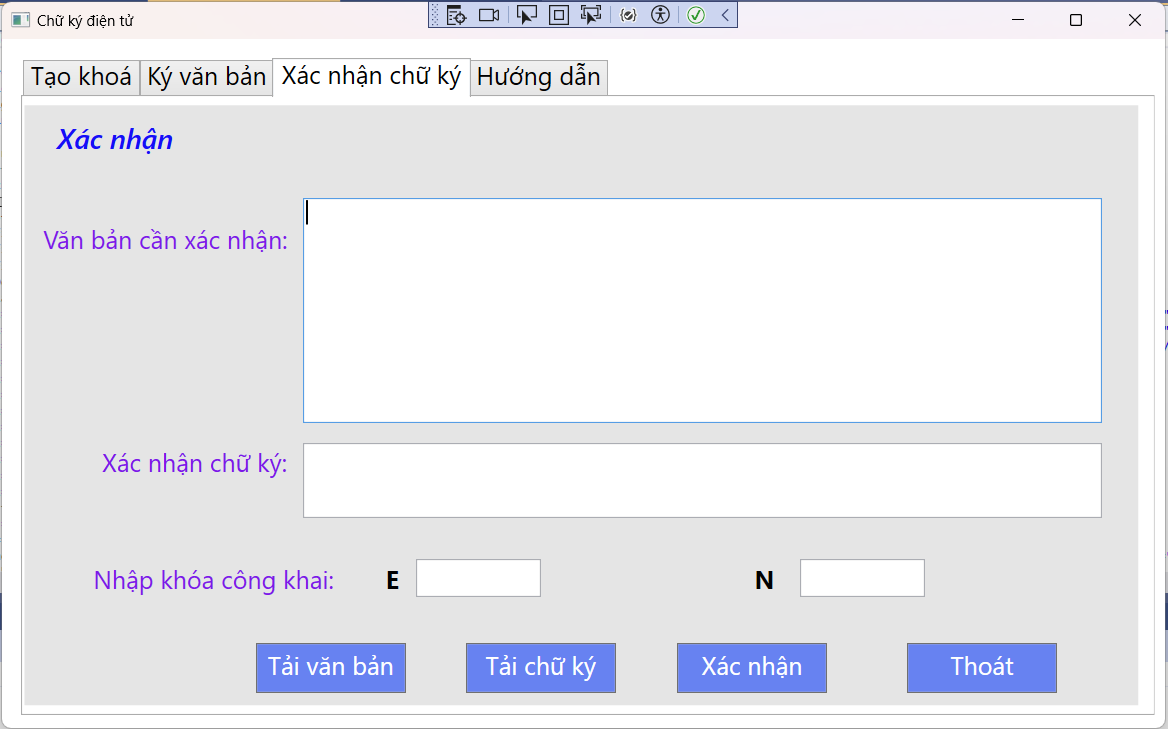 Chữ ký điện tử
Tạo khoá Ký văn bản Xác nhận chữ ký Hướng dẫn
Xác nhận
Văn bản cần xác nhận:
Xác nhận chữ ký:
Nhập khóa công khai: E N
Tải văn bản Tải chữ ký Xác nhận Thoát